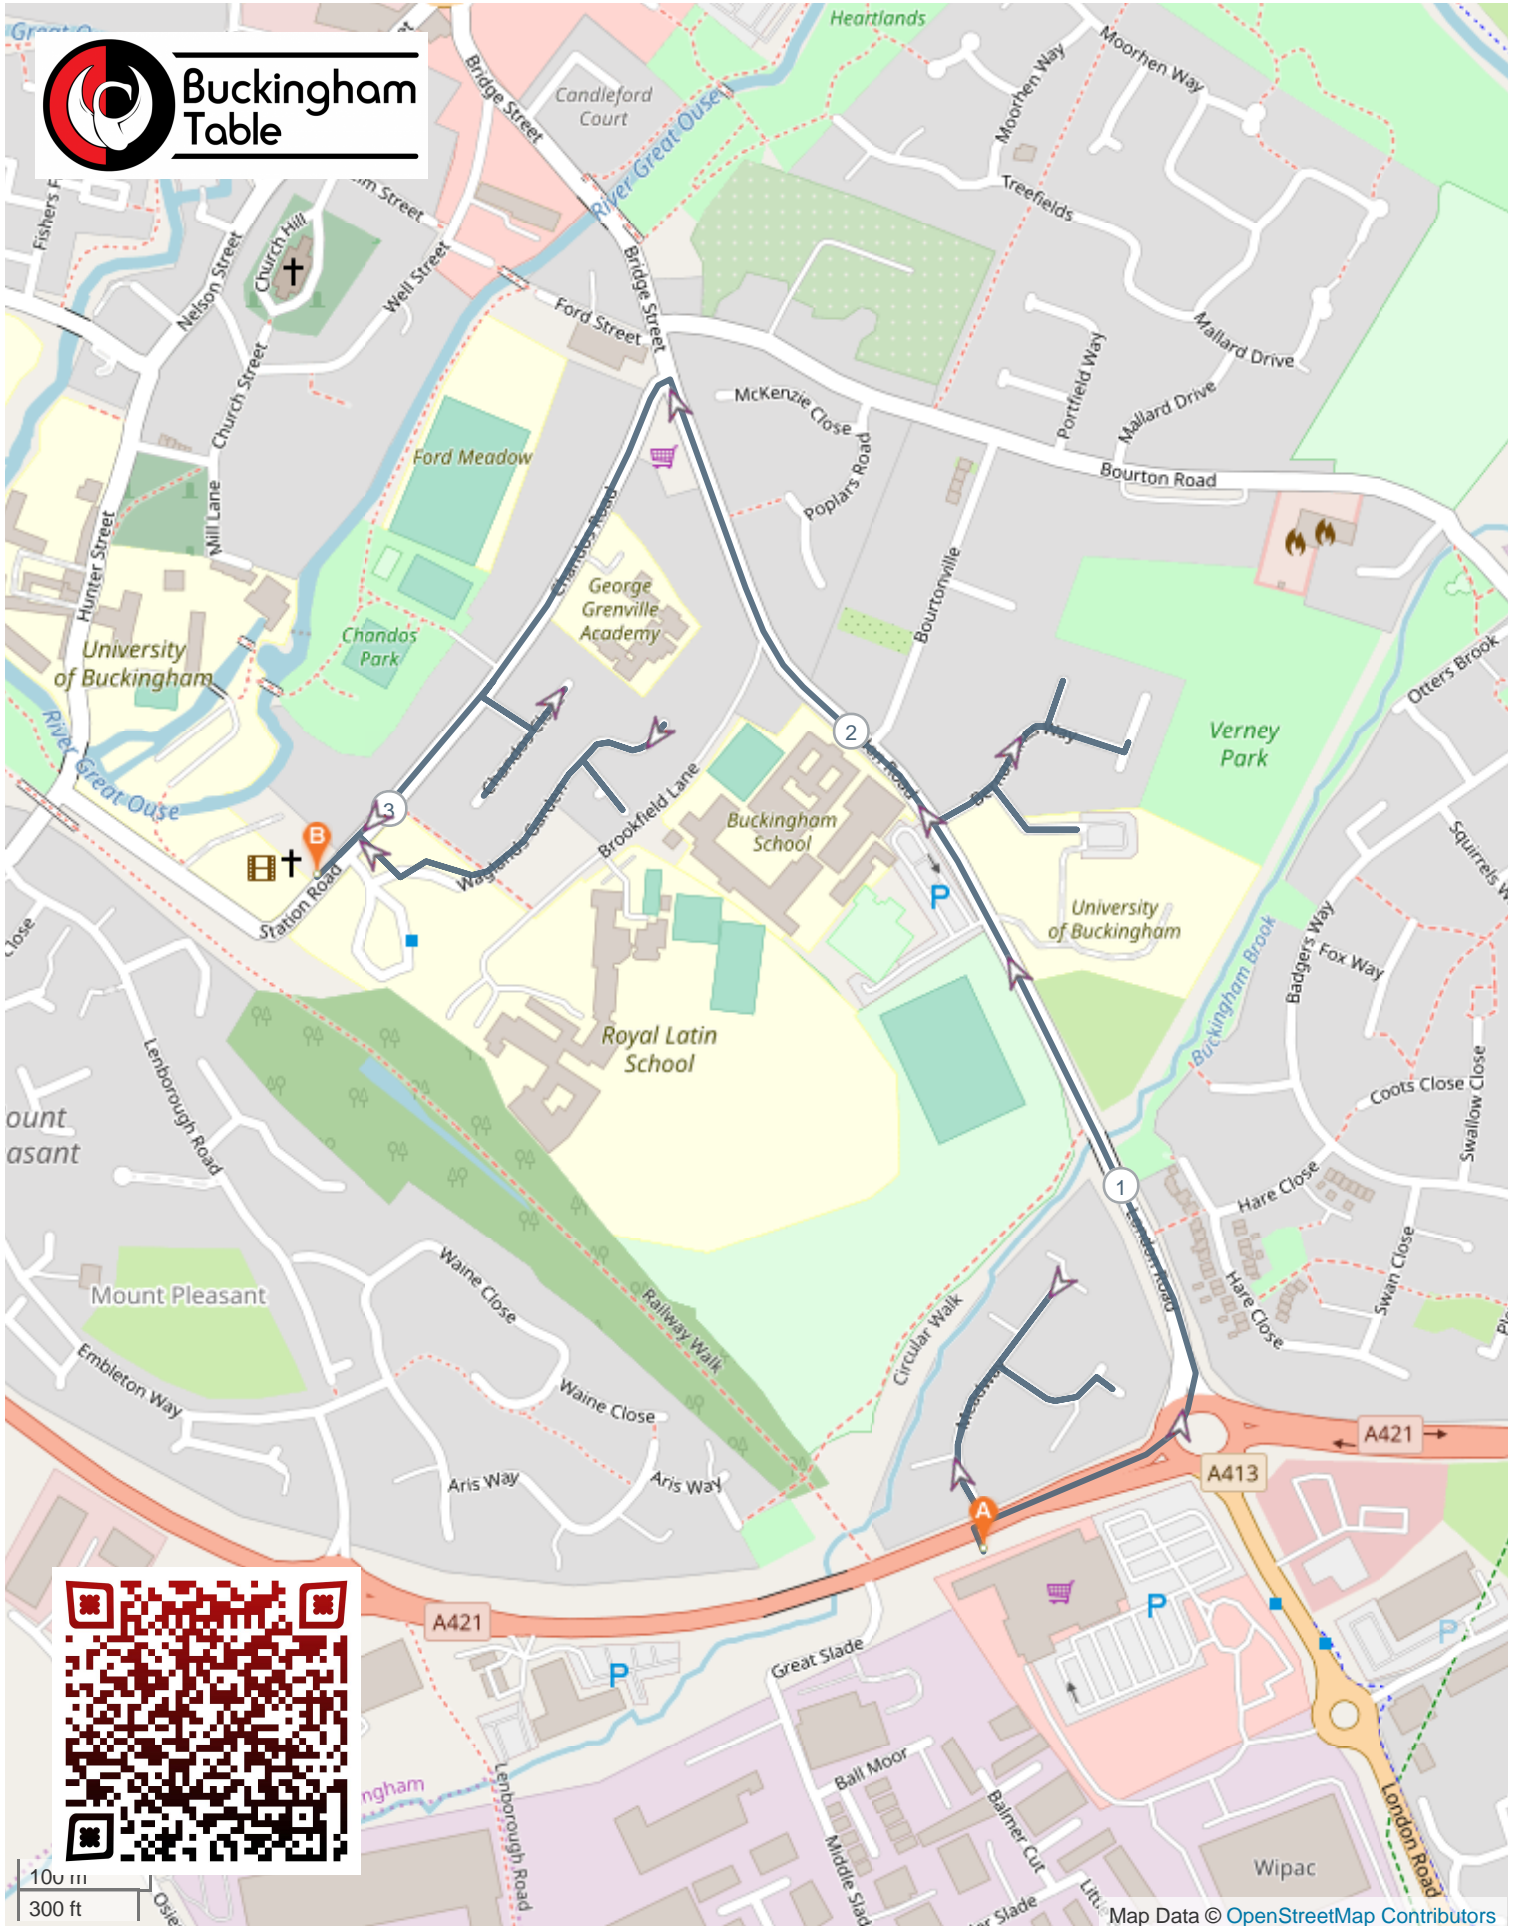 Heartlands
Buckingham
Table
Bridge Street
Candleford
Court
River Great Ouse
Moorhen Way
Moorhen Way
Treefields
Church Hill
Nelson Street
Well Street
Bridge Street
Ford Street
Mallard Drive
Portfield Way
Mallard Drive
McKenzie Close
Poplars Road
Church Street
Ford Meadow
Bourton Road
Mill Lane
Hunter Street
Chandos Road
George
Grenville
Academy
Bourtonville
Chandos
Park
University
of Buckingham
Otters Brook
River Great Ouse
Verney
Park
2
3
B
Brookfield Lane
Buckingham
School
P
Station Road
University
of Buckingham
Badgers Way
Fox Way
Buckingham Brook
Royal Latin
School
Lenborough Road
Coots Close
Swallow Close
1
Hare Close
London Road
Hare Close
Swan Close
Mount Pleasant
Waine Close
Railway Walk
Circular Walk
Embleton Way
Waine Close
Aris Way
Aris Way
A421
A413
A
A421
P
P
P
Great Slade
Ball Moor
Balmer Cut
Lenborough Road
London Road
Wipac
100 m
300 ft
Map Data © OpenStreetMap Contributors